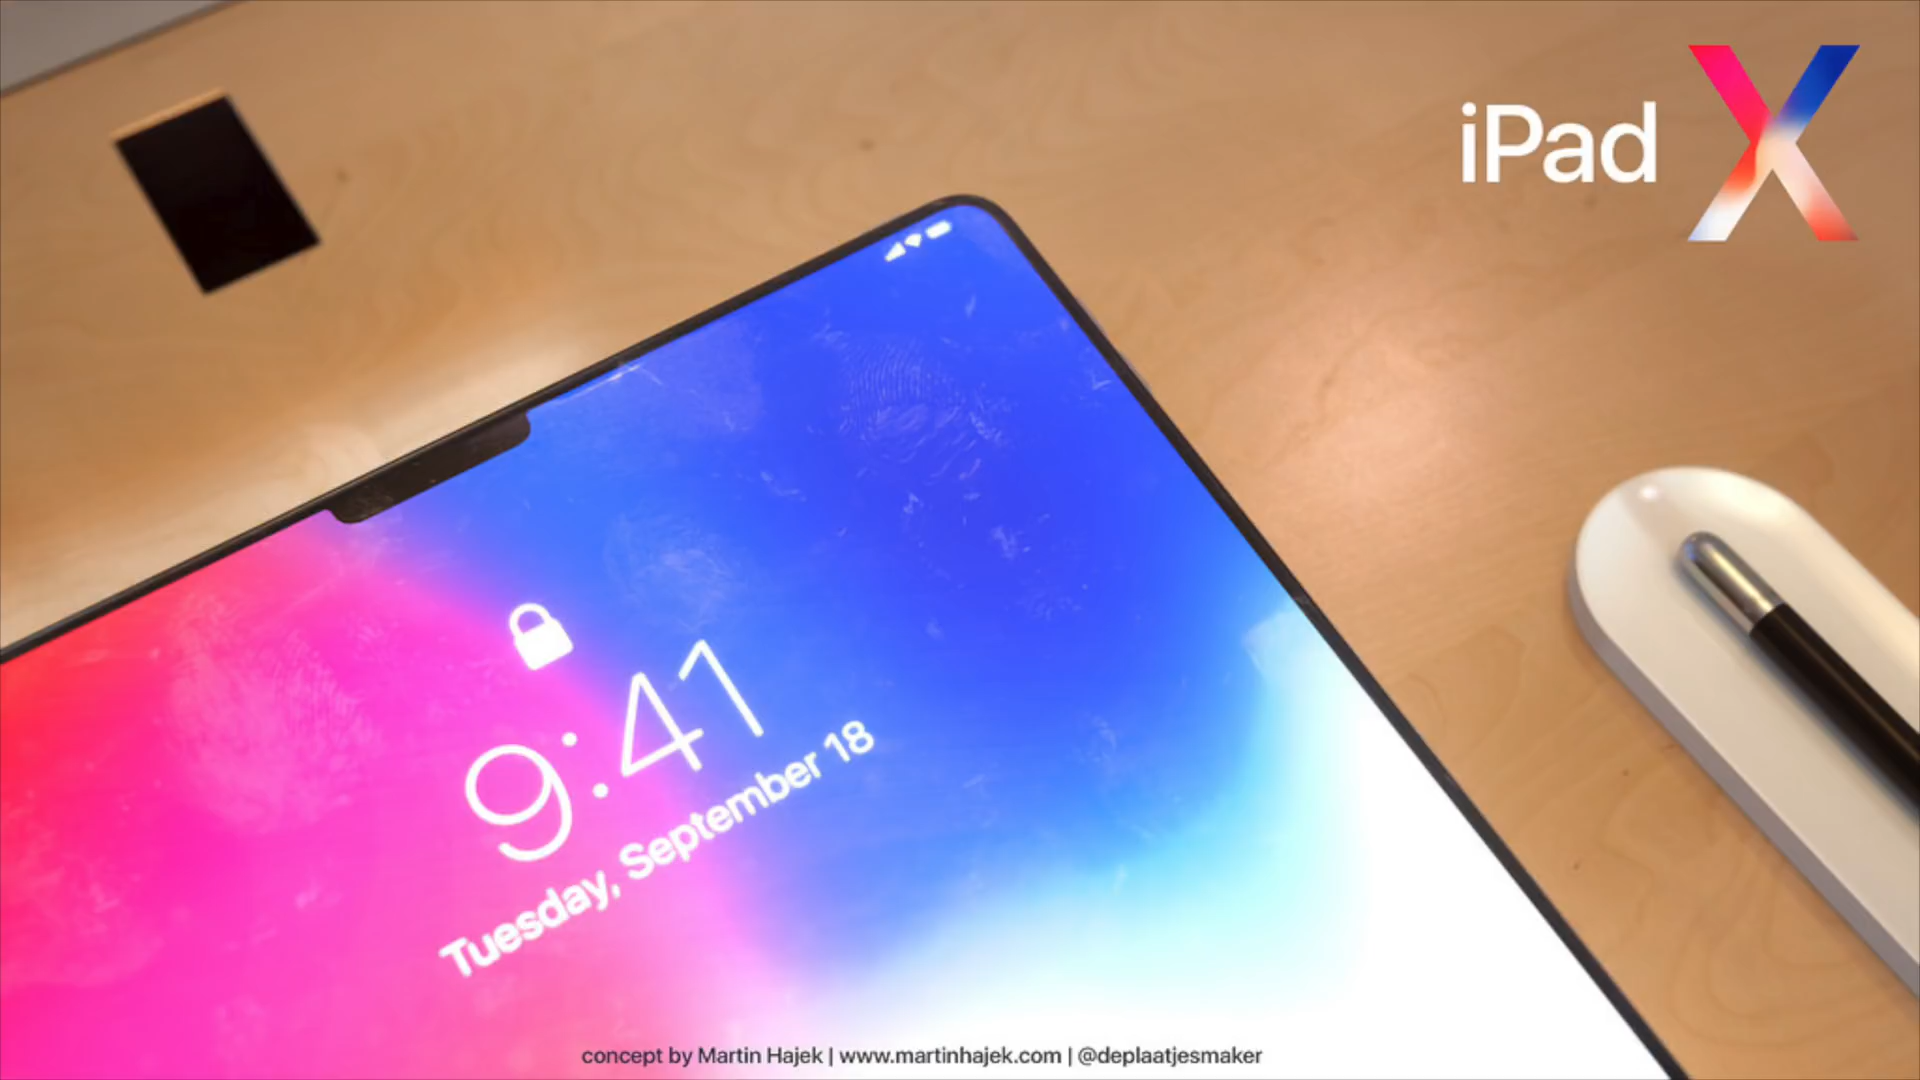 iPad X
9:41
Tuesday, September 18
concept by Martin Hajek | www.martinhajek.com | @deplaatjesmaker